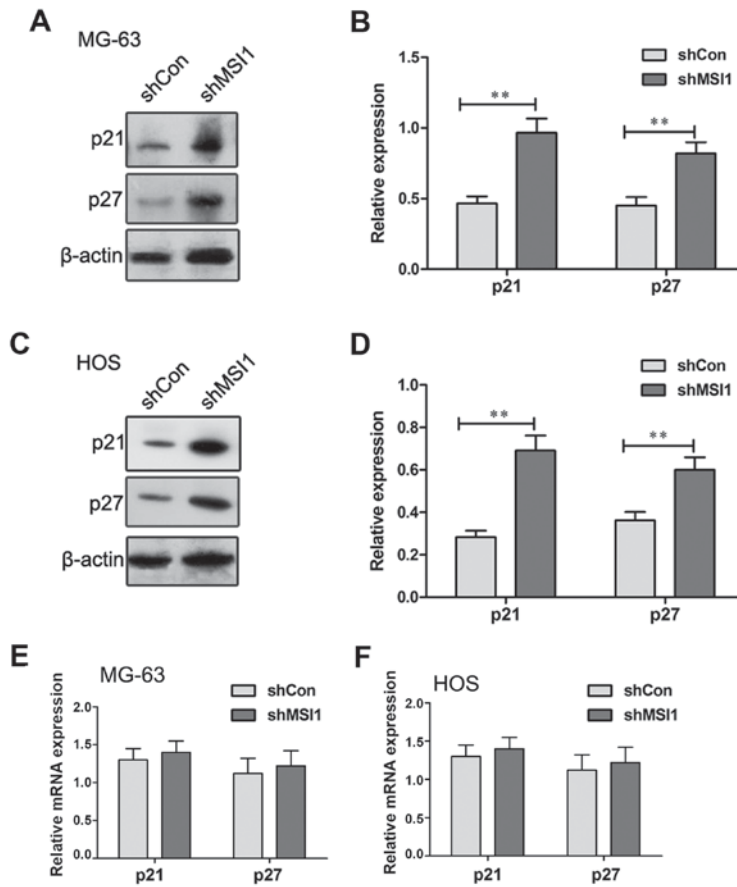 A
MG-63
shCon
shMSI1
p21
p27
β-actin
B
shCon
shMSI1
Relative expression
1.5
1.0
0.5
0.0
**
**
p21
p27
C
HOS
shCon
shMSI1
p21
p27
β-actin
D
shCon
shMSI1
Relative expression
1.0
0.8
0.6
0.4
0.2
0.0
**
**
p21
p27
E
MG-63
shCon
shMSI1
Relative mRNA expression
2.0
1.5
1.0
0.5
0.0
p21
p27
F
HOS
shCon
shMSI1
Relative mRNA expression
2.0
1.5
1.0
0.5
0.0
p21
p27